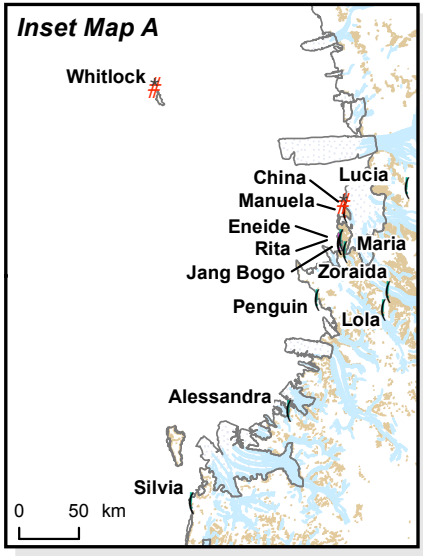 Inset Map A
Whitlock
Lucia
China
Manuela
Eneide
Maria
Rita
Jang Bogo
Zoraida
Penguin
Lola
Alessandra
Silvia
0 50 km